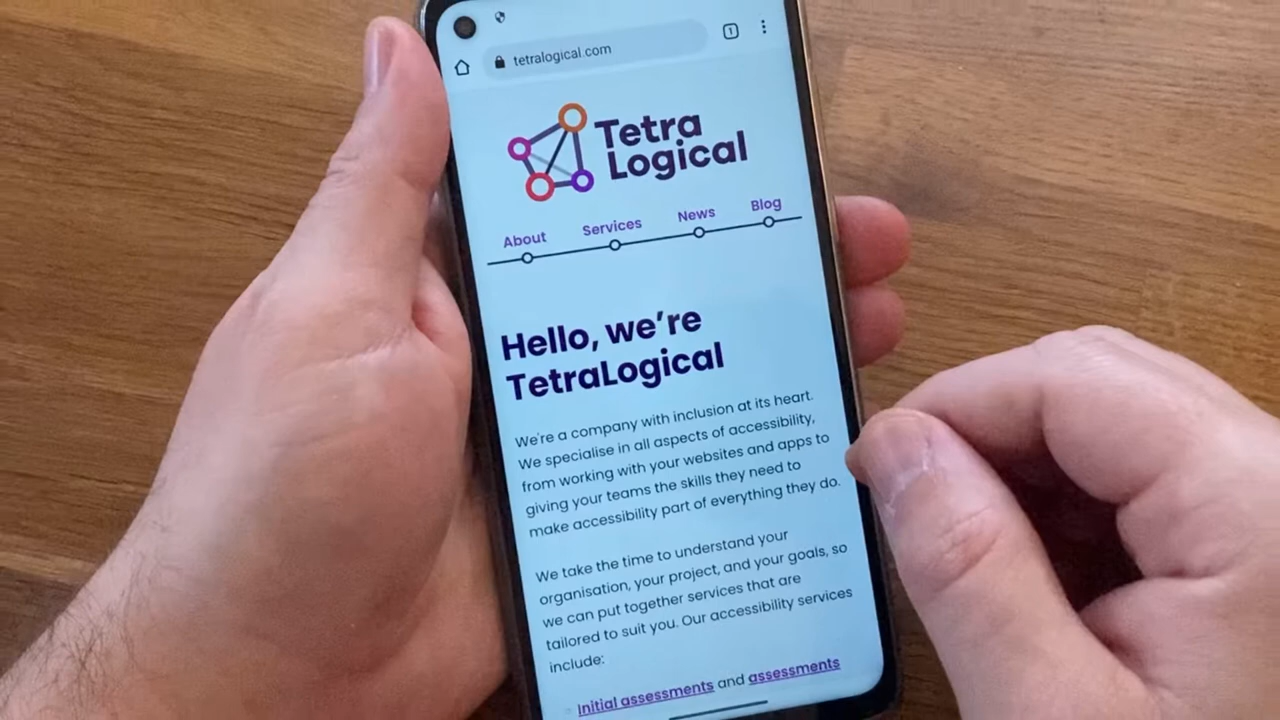 tetralogical.com
1
Tetra
Logical
About Services News Blog
Hello, we’re
TetraLogical
We're a company with inclusion at its heart.
We specialise in all aspects of accessibility,
from working with your websites and apps to
giving your teams the skills they need to
make accessibility part of everything they do.
We take the time to understand your
organisation, your project, and your goals, so
we can put together services that are
tailored to suit you. Our accessibility services
include:
Initial assessments and assessments